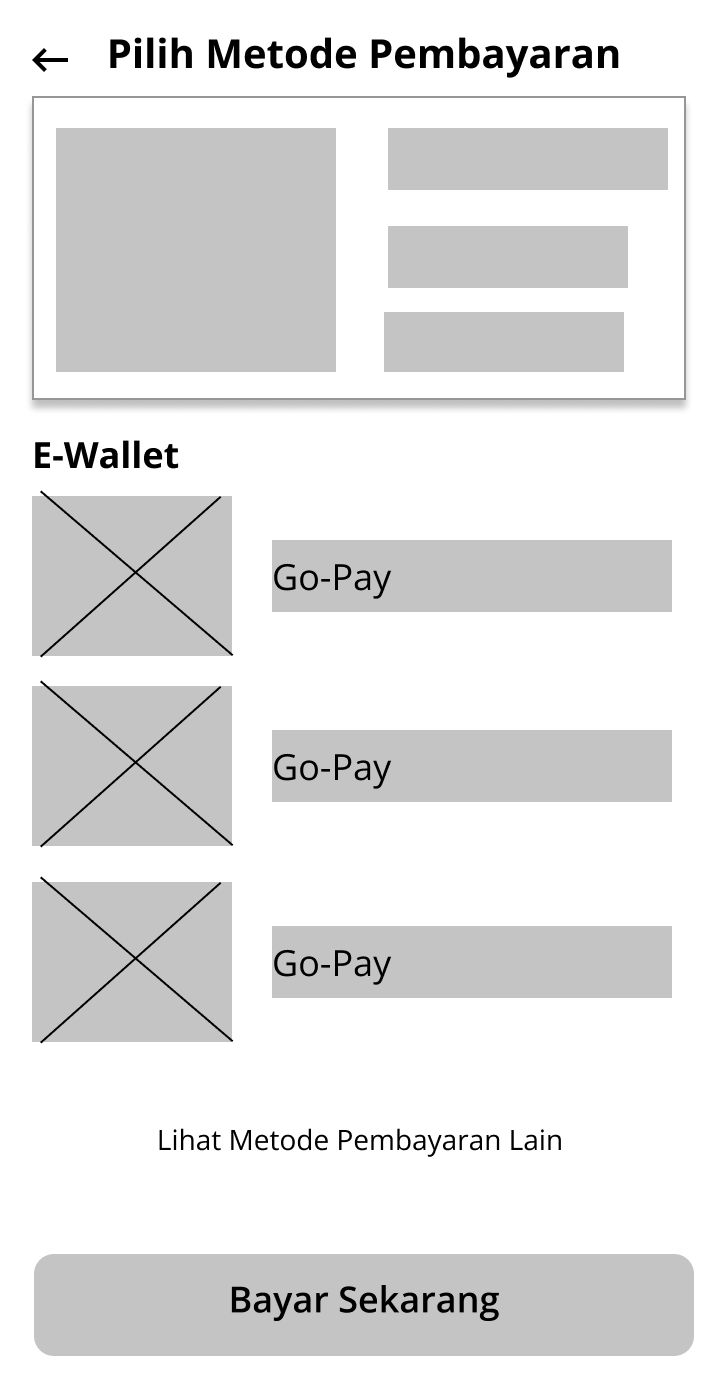 Pilih Metode Pembayaran
E-Wallet
Go-Pay
Go-Pay
Go-Pay
Lihat Metode Pembayaran Lain
Bayar Sekarang